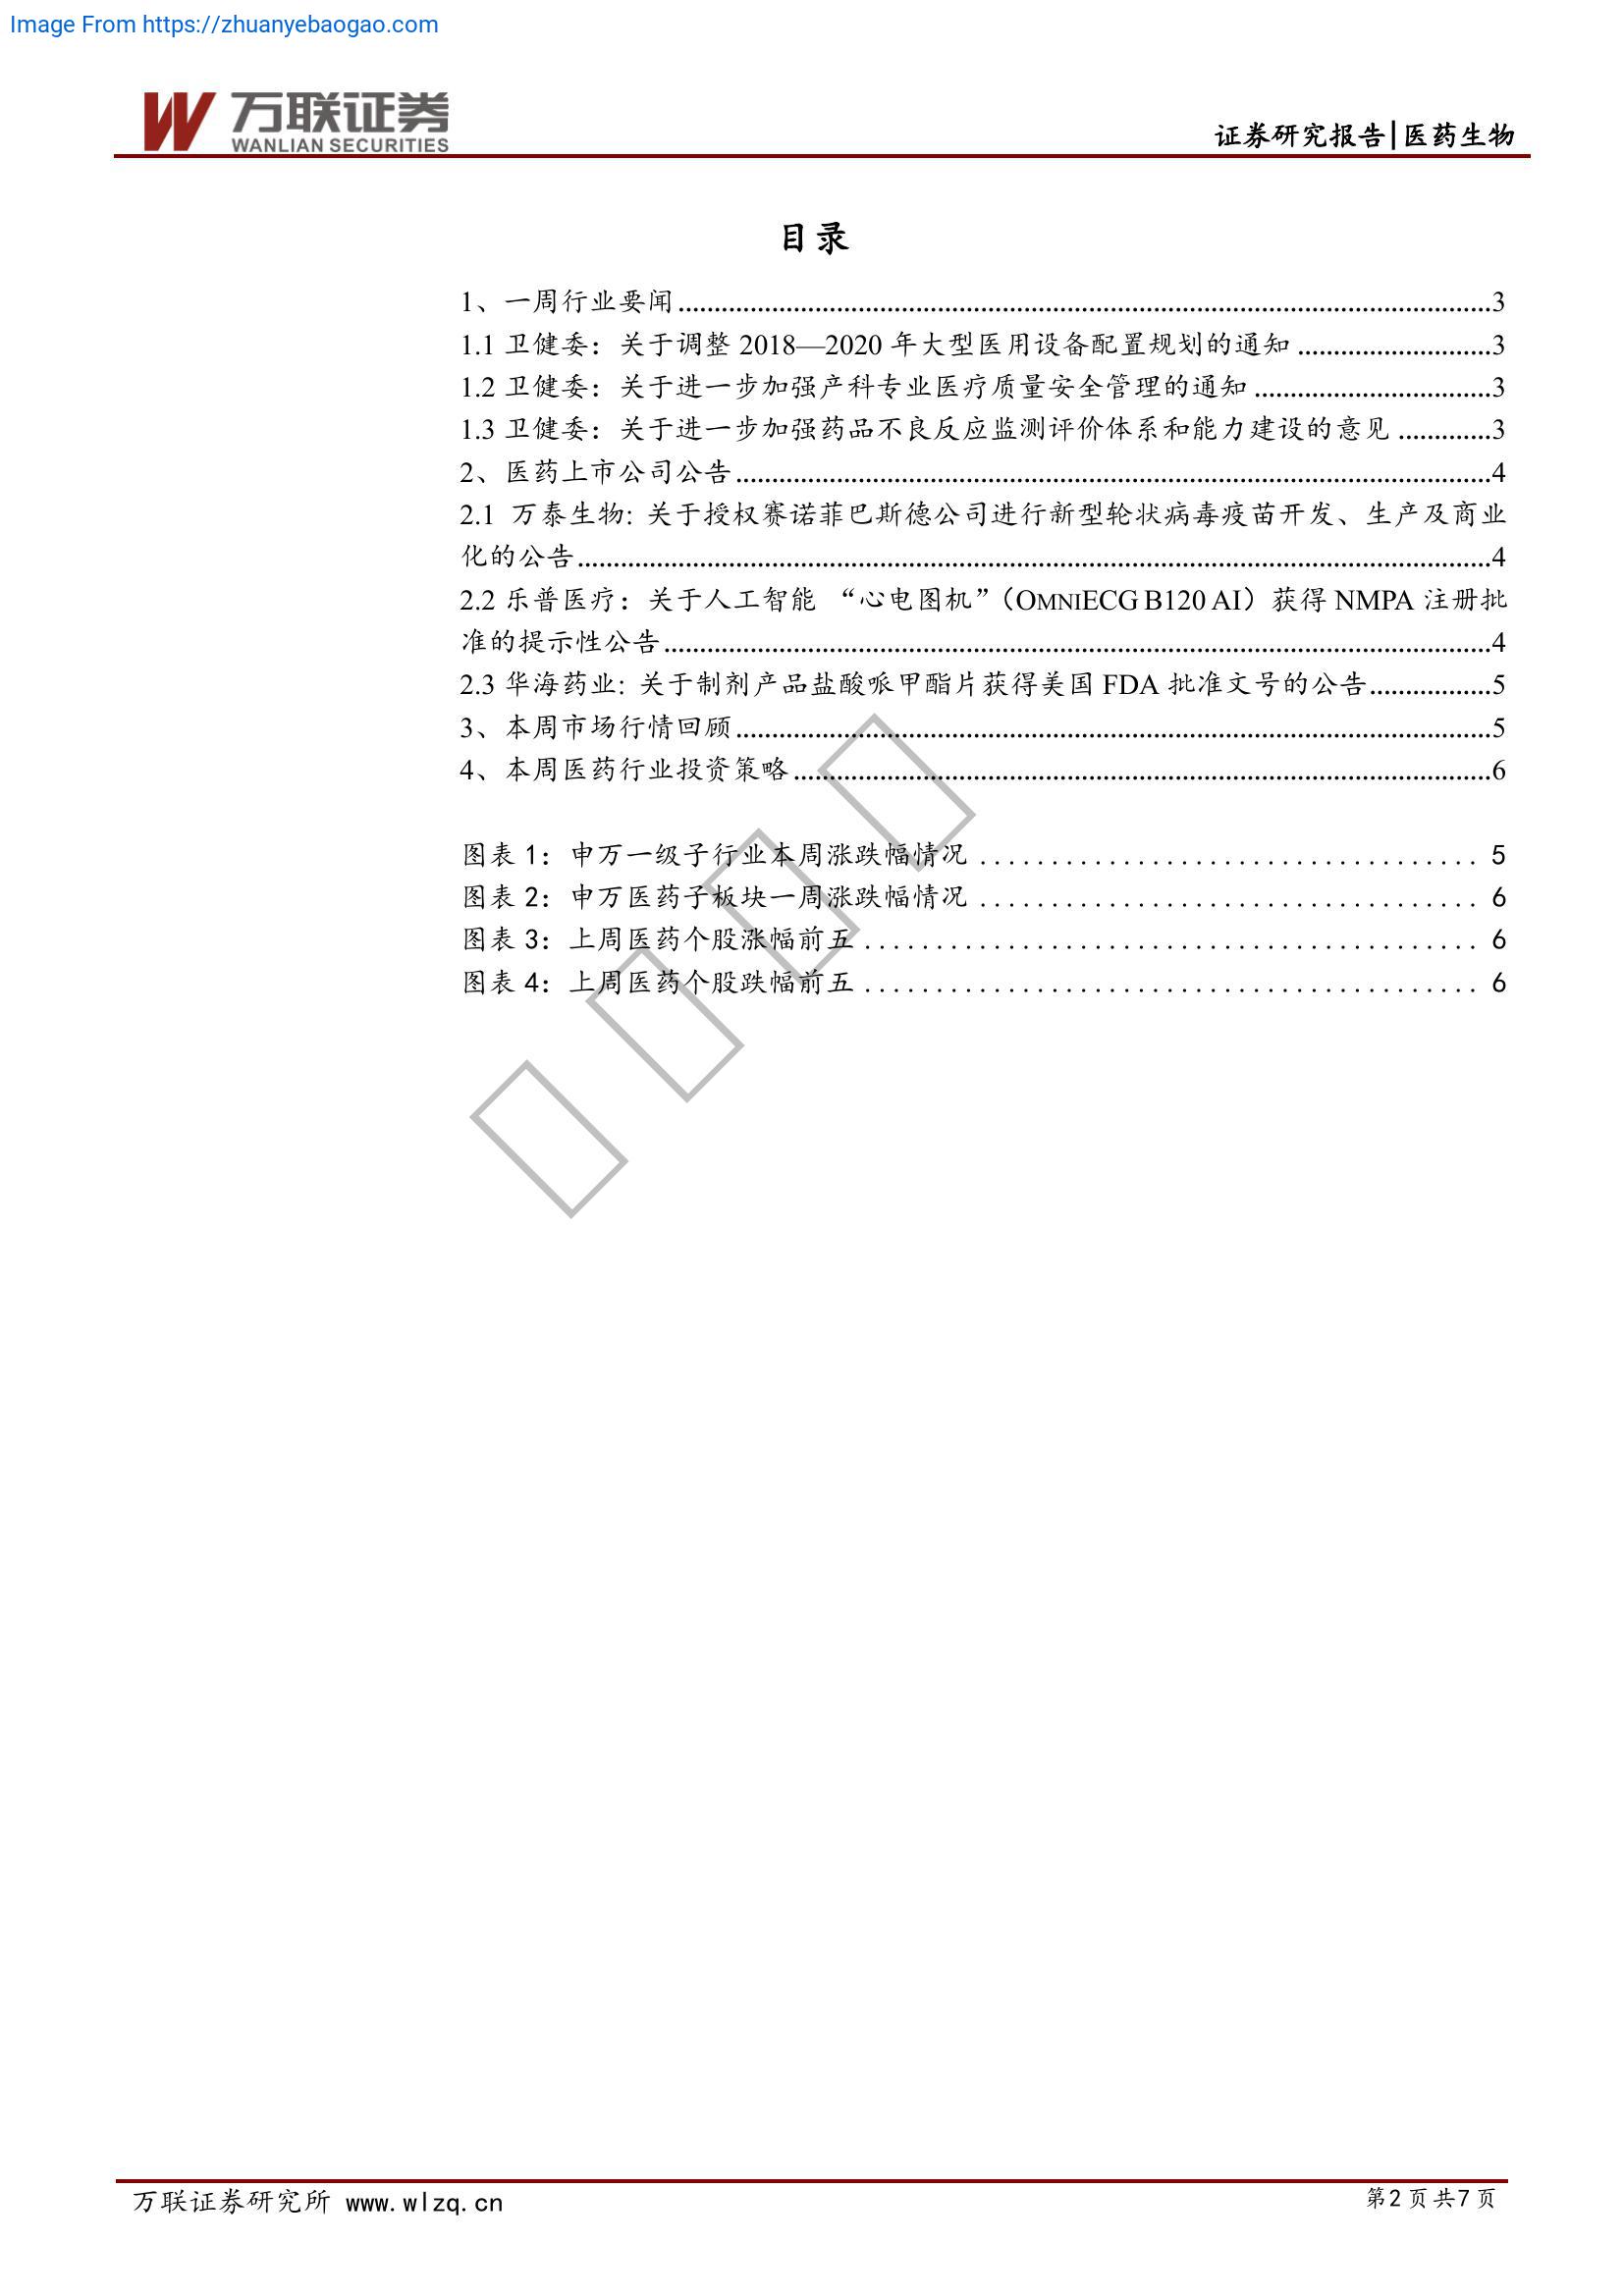 Image From https://zhuanyebaogao.com
万联证券
WANLIAN SECURITIES
证券研究报告|医药生物
目录
1、一周行业要闻........................................3
1.1 卫健委：关于调整 2018—2020 年大型医用设备配置规划的通知........................................3
1.2 卫健委：关于进一步加强产科专业医疗质量安全管理的通知........................................3
1.3 卫健委：关于进一步加强药品不良反应监测评价体系和能力建设的意见........................................3
2、医药上市公司公告........................................4
2.1 万泰生物: 关于授权赛诺菲巴斯德公司进行新型轮状病毒疫苗开发、生产及商业
化的公告........................................4
2.2 乐普医疗：关于人工智能 “心电图机”（OMNIECG B120 AI）获得 NMPA 注册批
准的提示性公告........................................4
2.3 华海药业: 关于制剂产品盐酸哌甲酯片获得美国 FDA 批准文号的公告........................................5
3、本周市场行情回顾........................................5
4、本周医药行业投资策略........................................6
图表 1：申万一级子行业本周涨跌幅情况 ........................................ 5
图表 2：申万医药子板块一周涨跌幅情况 ........................................ 6
图表 3：上周医药个股涨幅前五 ........................................ 6
图表 4：上周医药个股跌幅前五 ........................................ 6
万联证券研究所 www.wlzq.cn
第 2 页 共 7 页